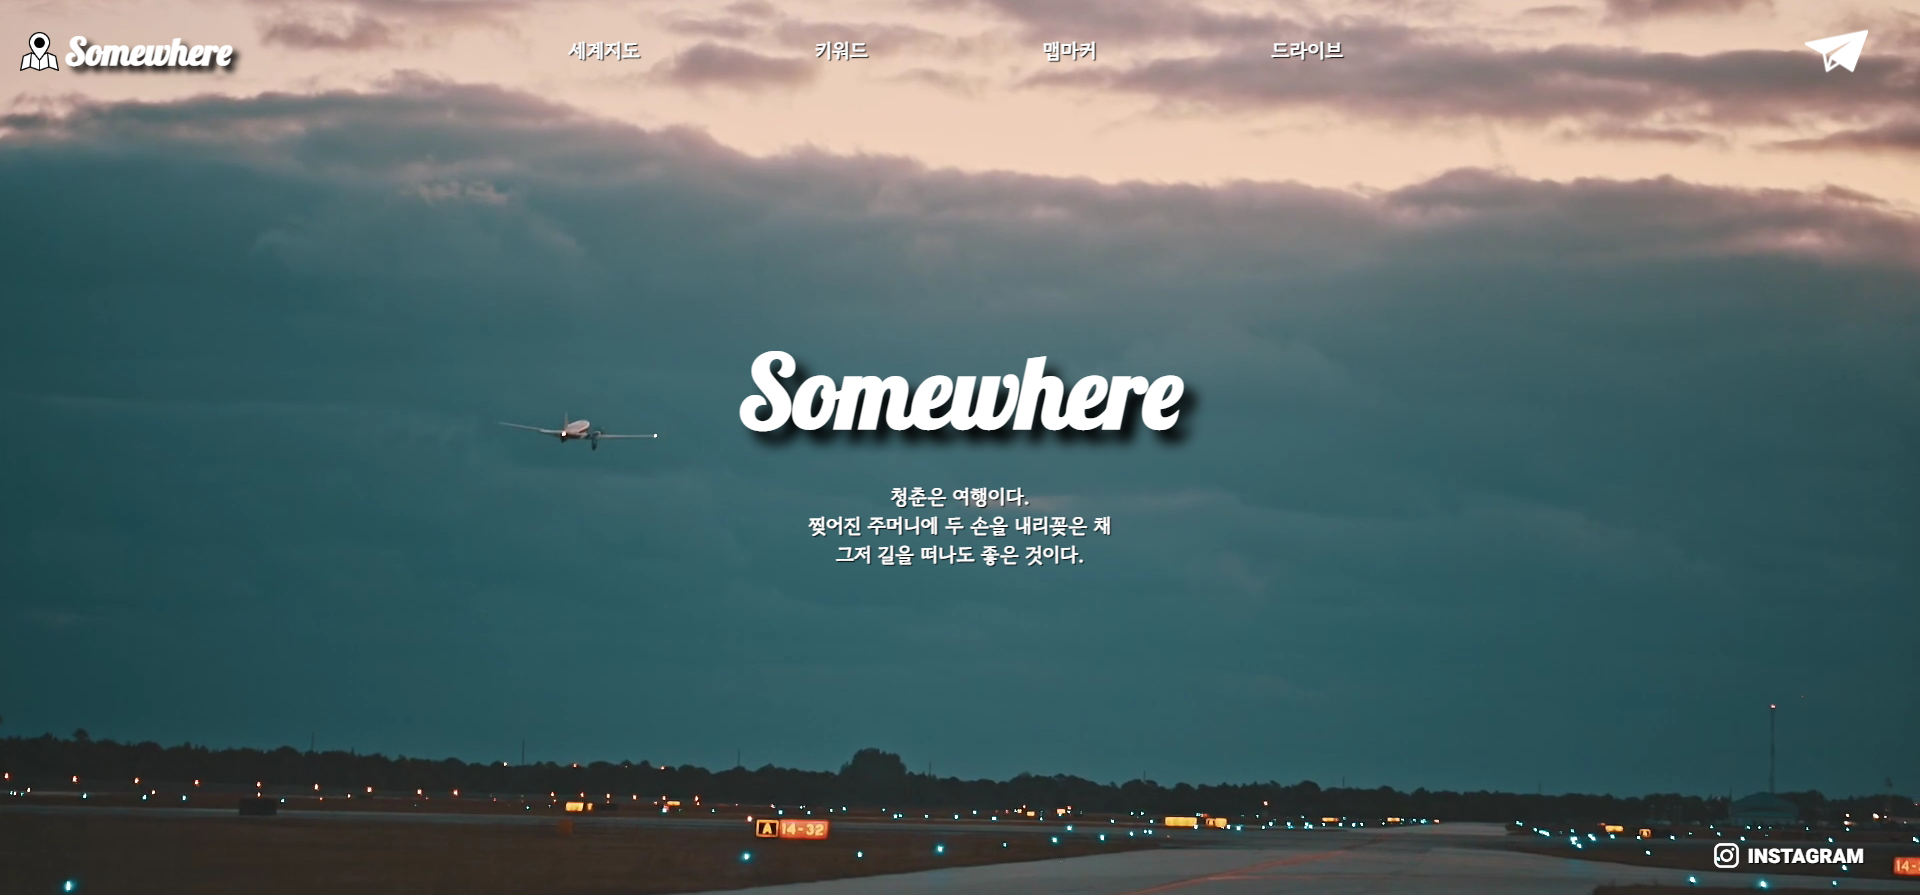 Somewhere
세계지도
키워드
맵마커
드라이브
Somewhere
청춘은 여행이다.
찢어진 주머니에 두 손을 내리꽂은 채
그저 길을 떠나도 좋은 것이다.
A 14-32
INSTAGRAM
14-